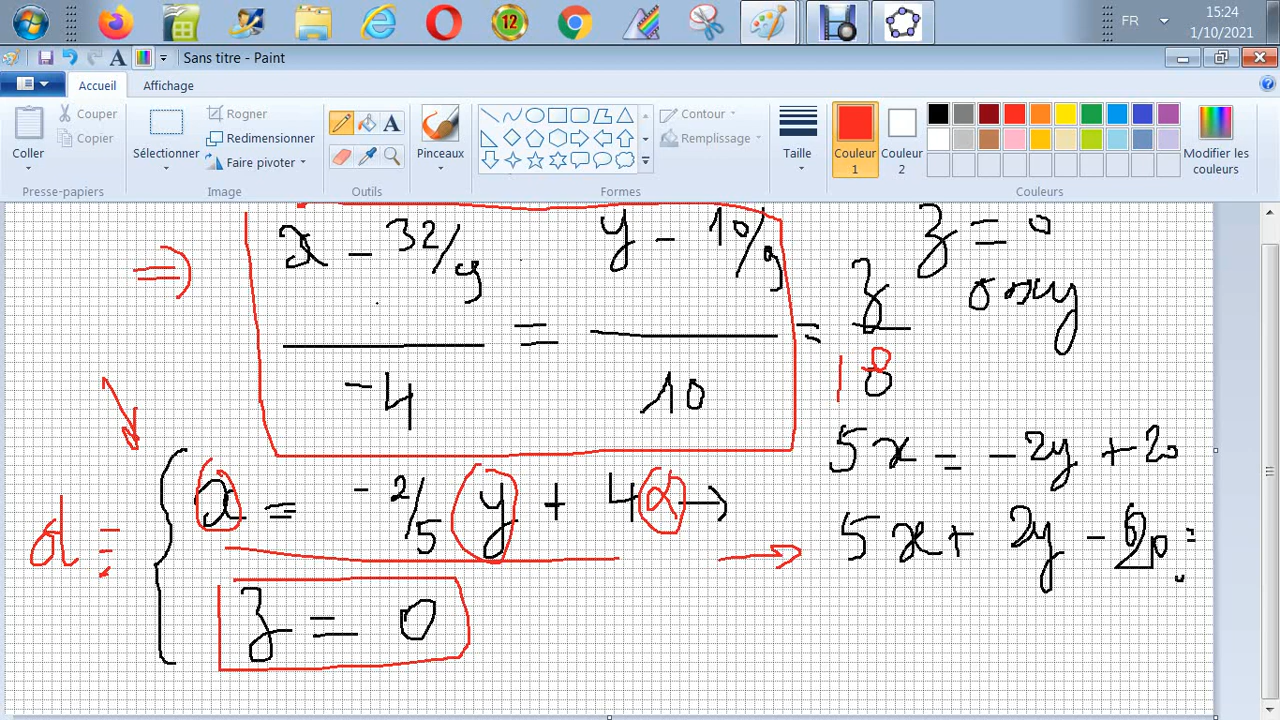 12
FR
15:24
1/10/2021
Sans titre - Paint
Accueil
Affichage
Coller
Couper
Copier
Presse-papiers
Sélectionner
Rogner
Redimensionner
Faire pivoter
Image
A
Outils
Pinceaux
Contour
Remplissage
Formes
Taille
Couleur 1
Couleur 2
Modifier les couleurs
Couleurs
z = 0
oxy
⇒ x - 32/9 / -4 = y - 10/9 / 10 = z / 18
5x = -2y + 20
d: { x = -2/5 y + 4 →
→ 5x + 2y - 20 =
z = 0